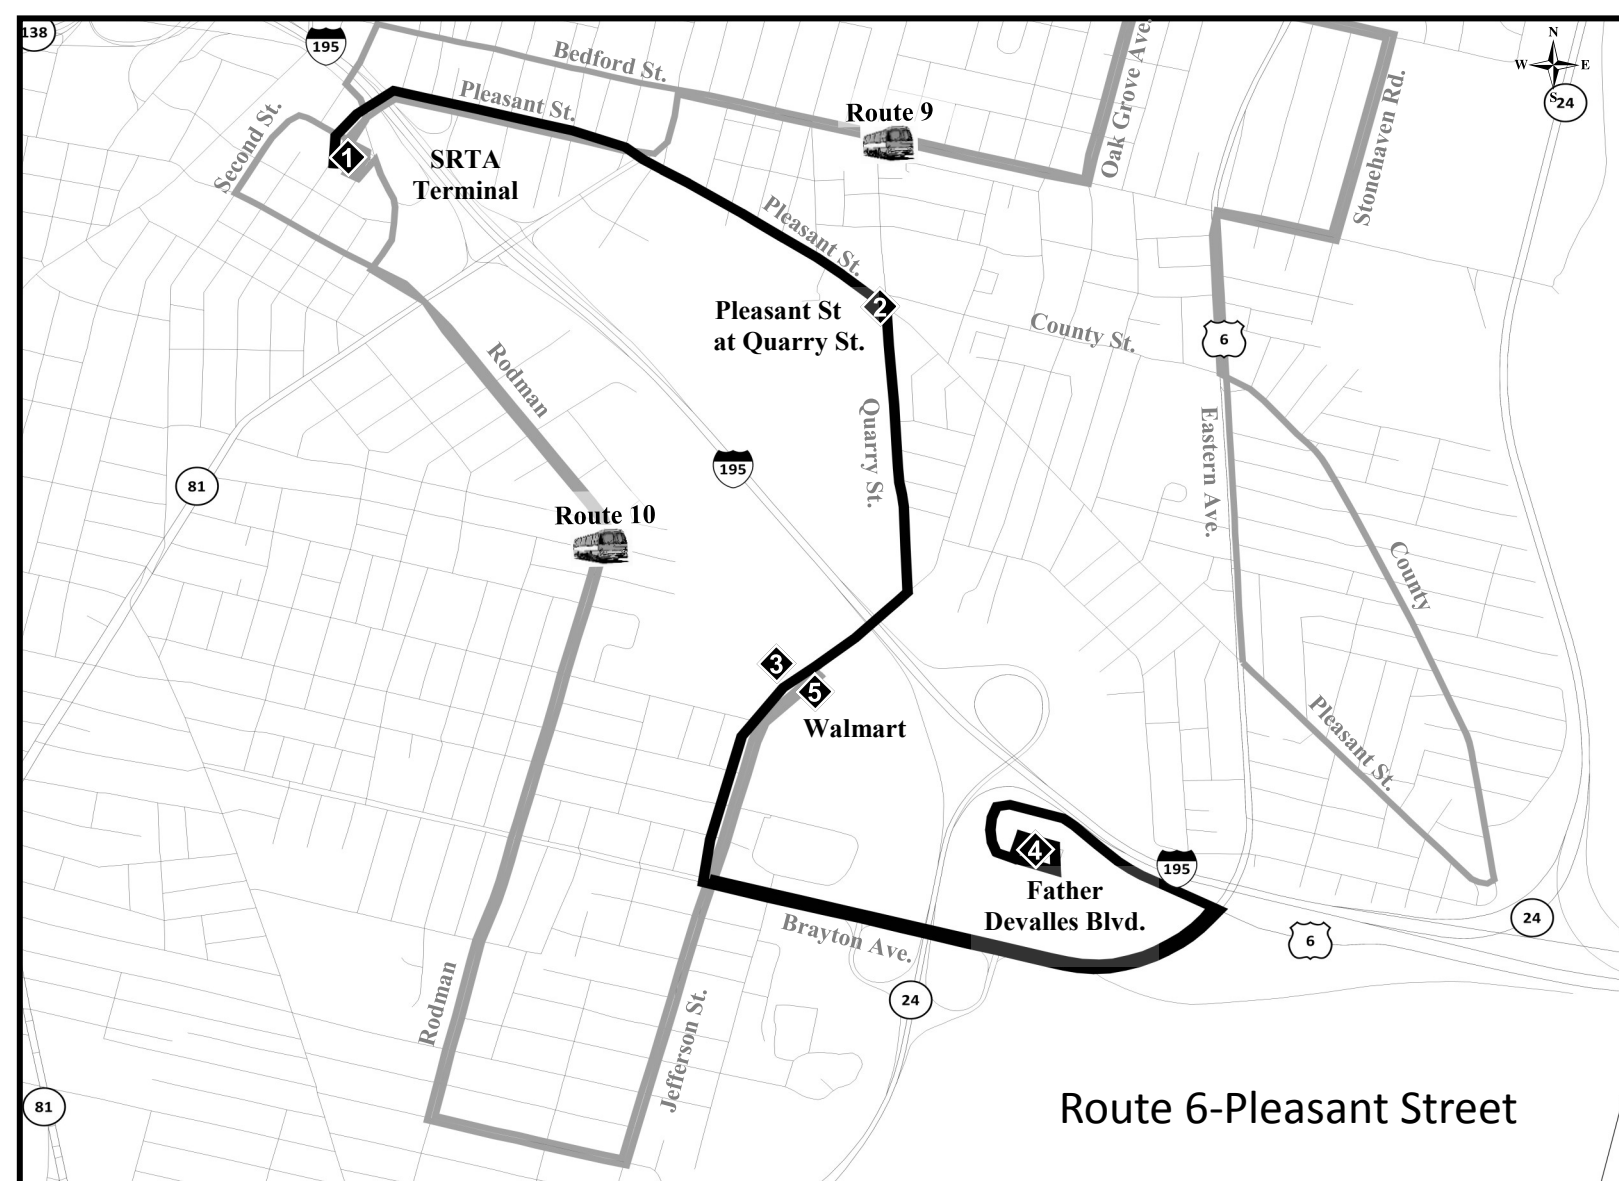 138
195
Bedford St.
Oak Grove Ave.
Stonehaven Rd.
N
W
E
S
24
Pleasant St.
Route 9
Second St.
1
SRTA
Terminal
Pleasant St.
2
Pleasant St
at Quarry St.
County St.
6
Rodman
Quarry St.
Eastern Ave.
195
81
Route 10
County
3
5
Walmart
Pleasant St.
4
195
Father
Devalles Blvd.
Brayton Ave.
24
6
24
Rodman
Jefferson St.
81
Route 6-Pleasant Street